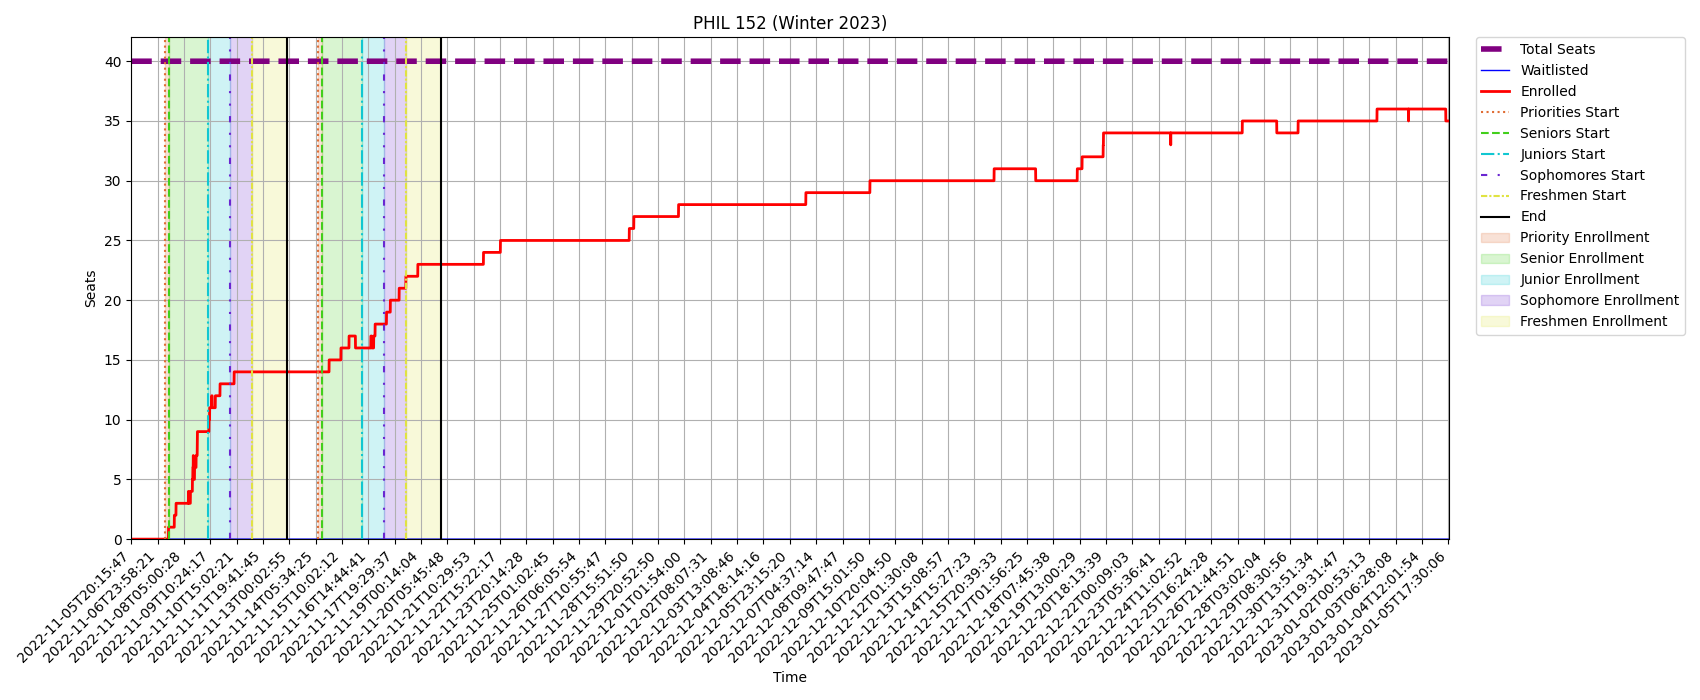 PHIL 152 (Winter 2023)
Seats
40
35
30
25
20
15
10
5
0
2022-11-05T20:15:47
2022-11-06T23:58:21
2022-11-08T05:00:28
2022-11-09T10:24:17
2022-11-10T15:02:21
2022-11-11T19:41:45
2022-11-13T00:02:55
2022-11-14T05:34:25
2022-11-15T10:02:12
2022-11-16T14:44:41
2022-11-17T19:29:37
2022-11-19T00:14:04
2022-11-20T05:45:48
2022-11-21T10:29:53
2022-11-22T15:22:17
2022-11-23T20:14:28
2022-11-25T01:02:45
2022-11-26T06:05:54
2022-11-27T10:55:47
2022-11-28T15:51:50
2022-11-29T20:52:50
2022-12-01T01:54:00
2022-12-02T08:07:31
2022-12-03T13:08:46
2022-12-04T18:14:16
2022-12-05T23:15:20
2022-12-07T04:37:14
2022-12-08T09:47:47
2022-12-09T15:01:50
2022-12-10T20:04:50
2022-12-12T01:30:08
2022-12-13T15:08:57
2022-12-14T15:27:23
2022-12-15T20:39:33
2022-12-17T01:56:25
2022-12-18T07:45:38
2022-12-19T13:00:29
2022-12-20T18:13:39
2022-12-22T00:09:03
2022-12-23T05:36:41
2022-12-24T11:02:52
2022-12-25T16:24:28
2022-12-26T21:44:51
2022-12-28T03:02:04
2022-12-29T08:30:56
2022-12-30T13:51:34
2022-12-31T19:31:47
2023-01-02T00:53:13
2023-01-03T06:28:08
2023-01-04T12:01:54
2023-01-05T17:30:06
Time
Total Seats
Waitlisted
Enrolled
Priorities Start
Seniors Start
Juniors Start
Sophomores Start
Freshmen Start
End
Priority Enrollment
Senior Enrollment
Junior Enrollment
Sophomore Enrollment
Freshmen Enrollment